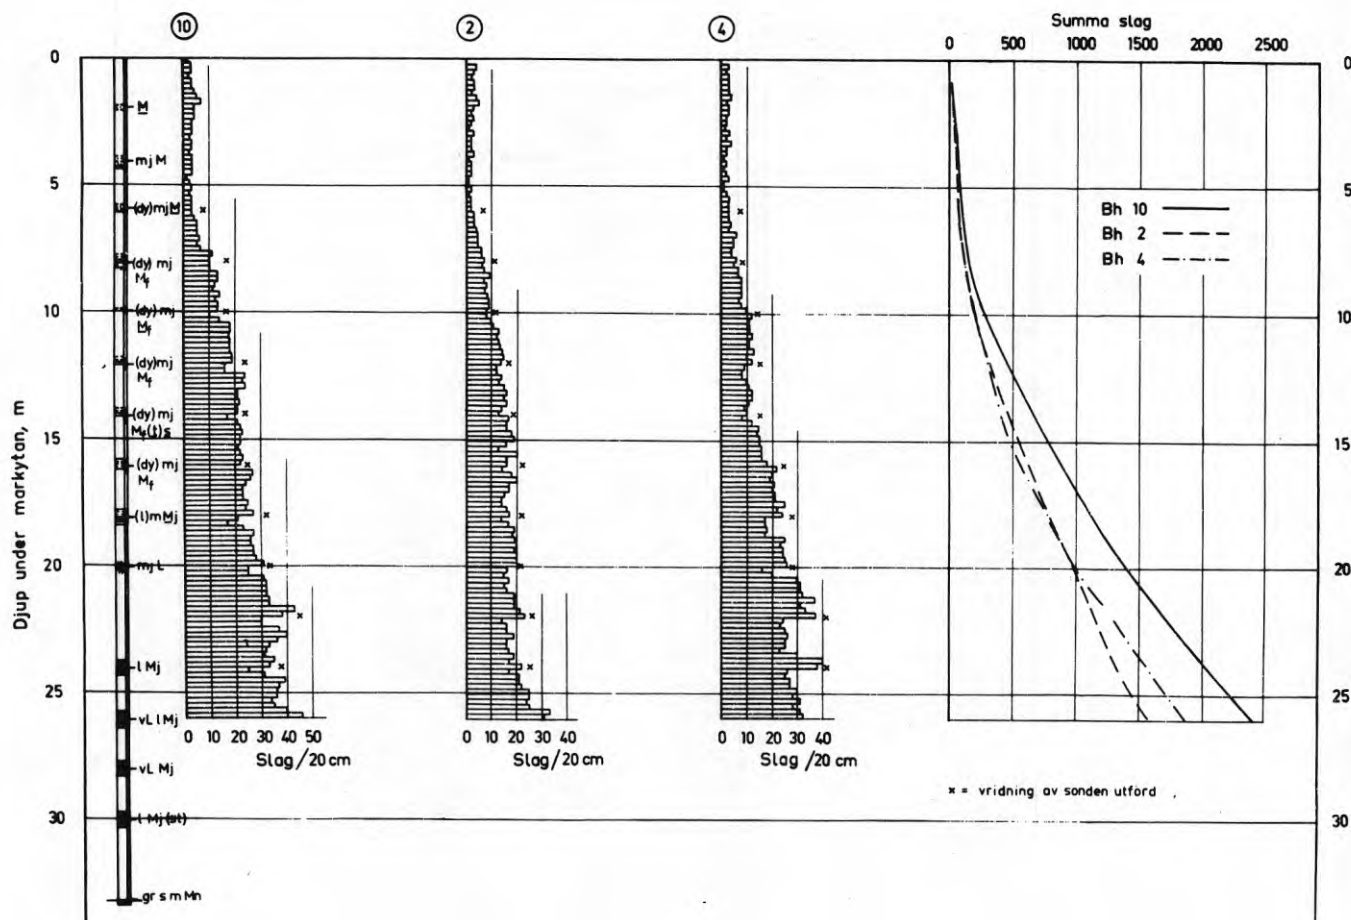 10
2
4
Summa slag
0 500 1000 1500 2000 2500
Djup under markytan, m
0
5
10
15
20
25
30
M
mj M
(dy) mj M
(dy) mj
Mf
(dy) mj
Mf
(dy) mj
Mf
(dy) mj
Mf(t)s
(dy) mj
Mf
(l) m Mj
mj L
l Mj
vL l Mj
vL Mj
l Mj (st)
gr s m Mn
0 10 20 30 40 50
Slag/20 cm
0 10 20 30 40
Slag/20 cm
0 10 20 30 40
Slag/20 cm
Bh 10
Bh 2
Bh 4
x = vridning av sonden utförd
0
5
10
15
20
25
30